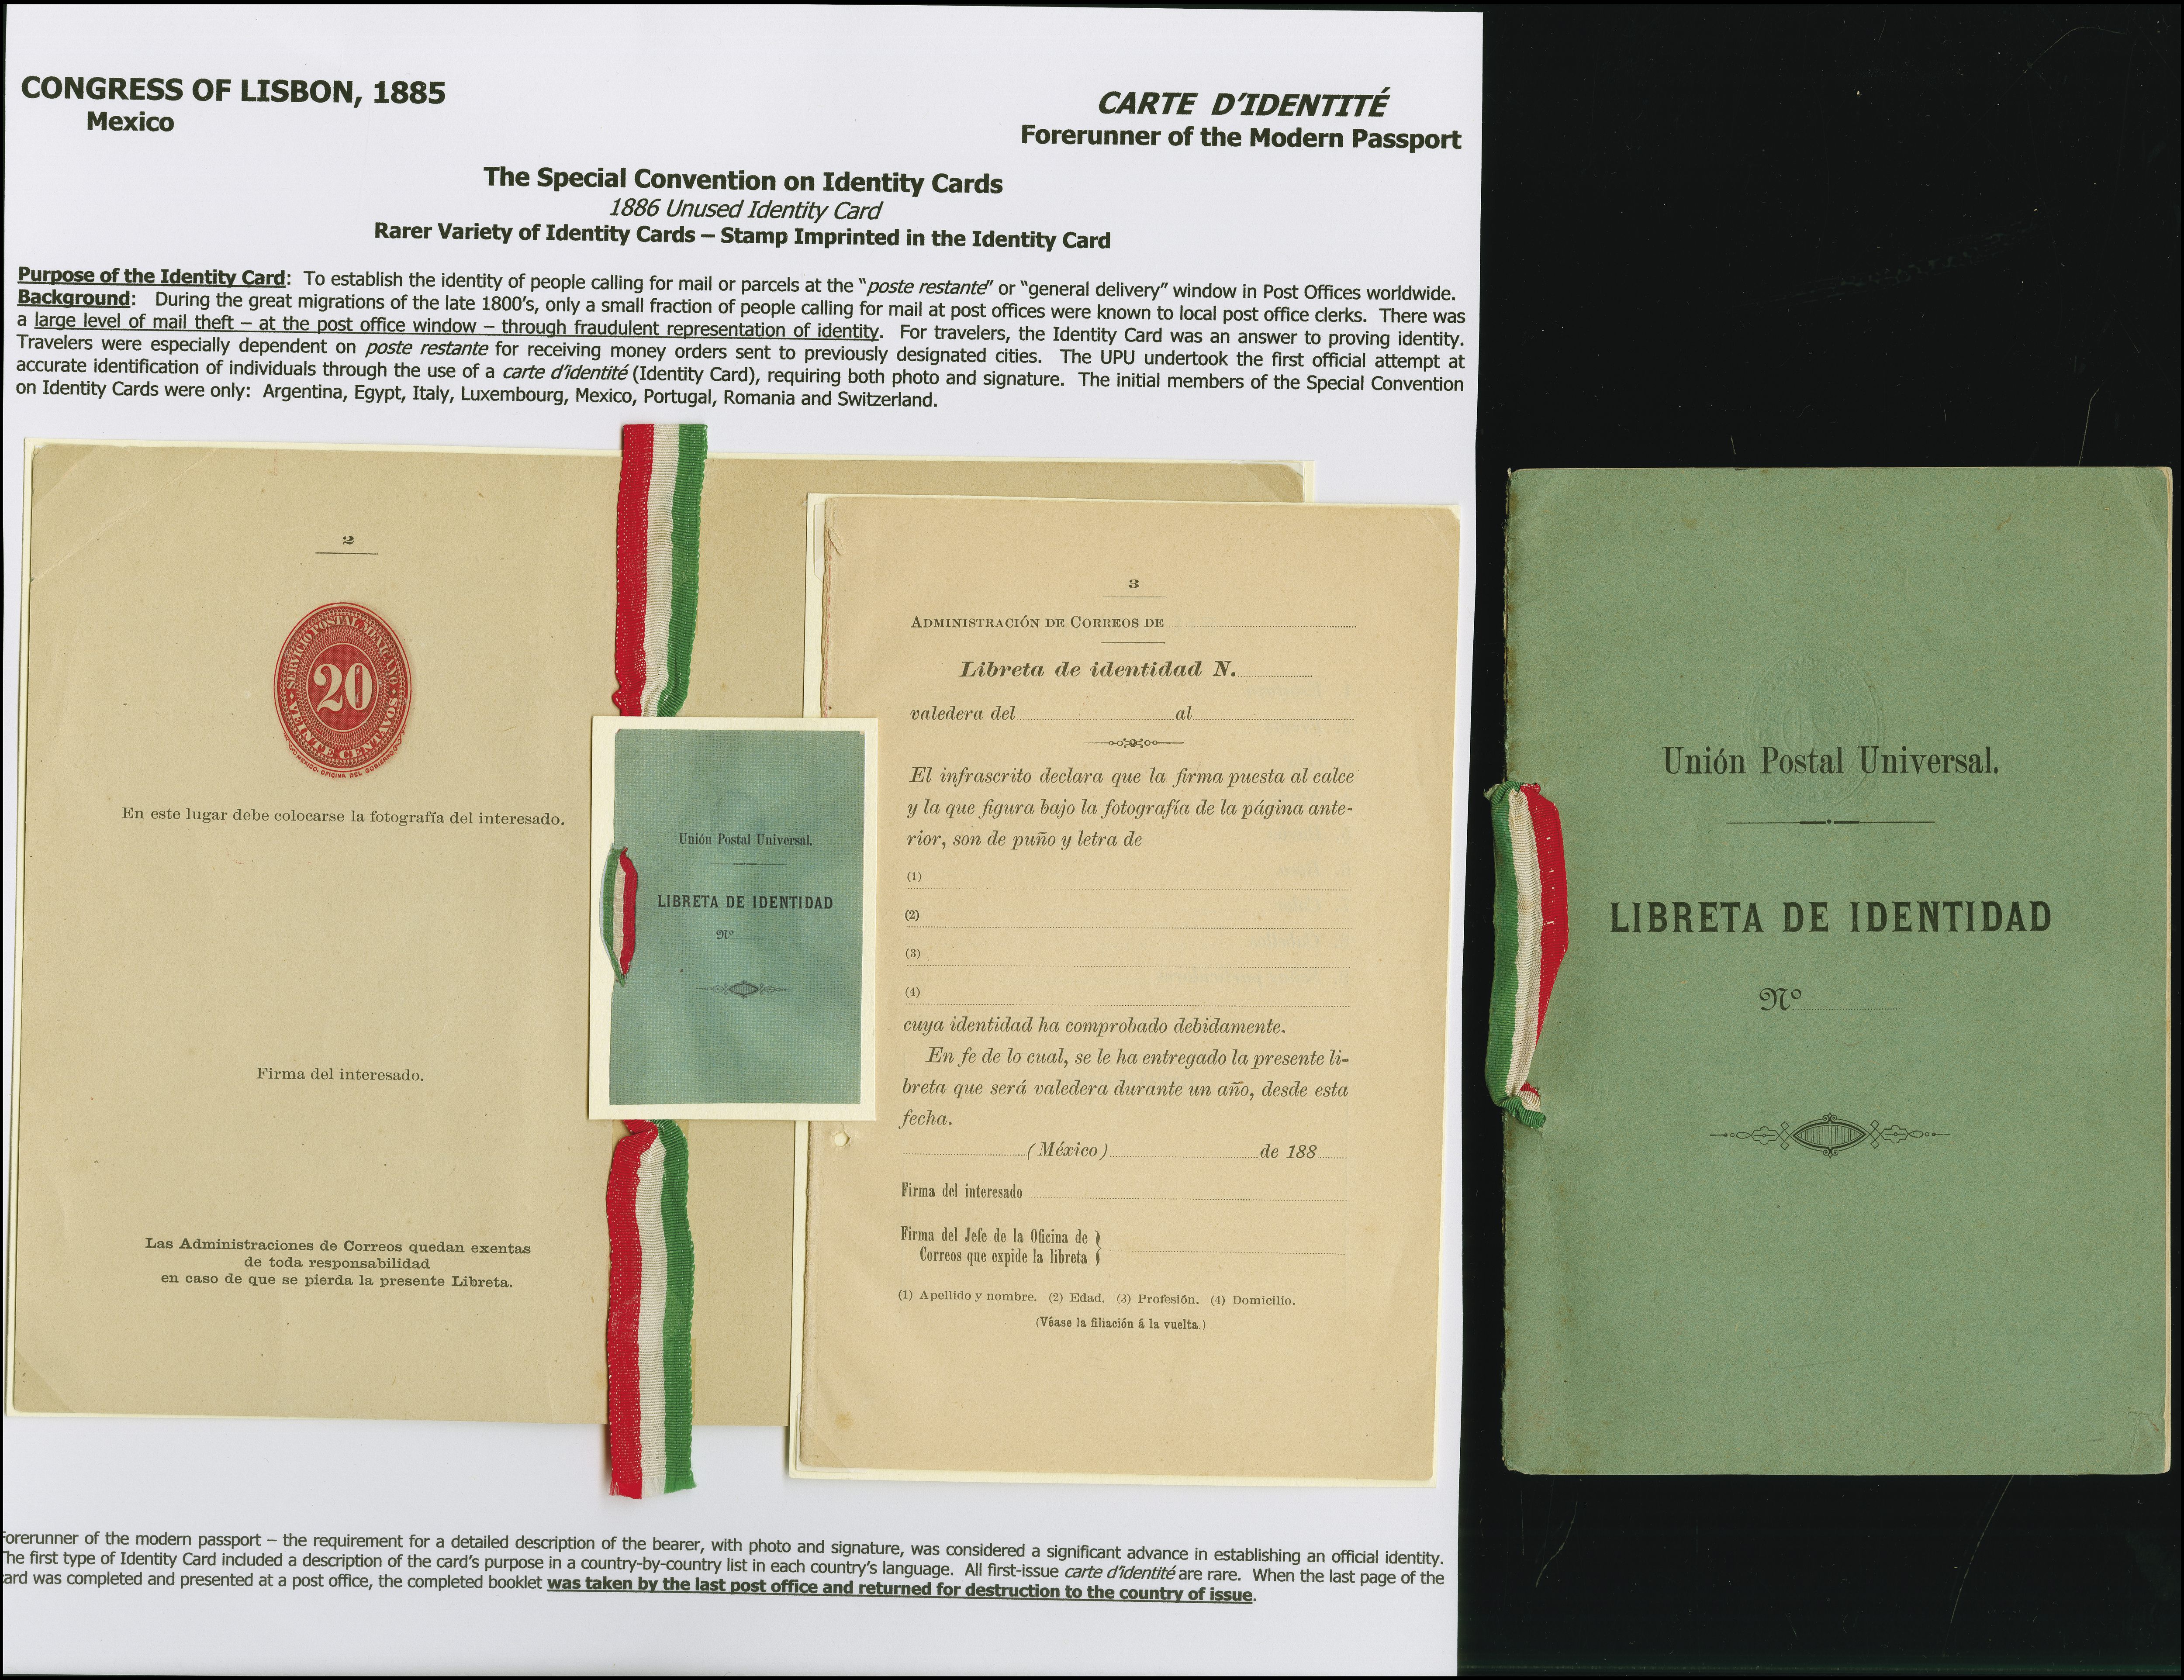 CONGRESS OF LISBON, 1885
Mexico
CARTE D'IDENTITÉ
Forerunner of the Modern Passport
The Special Convention on Identity Cards
1886 Unused Identity Card
Rarer Variety of Identity Cards – Stamp Imprinted in the Identity Card
Purpose of the Identity Card: To establish the identity of people calling for mail or parcels at the "poste restante" or "general delivery" window in Post Offices worldwide.
Background: During the great migrations of the late 1800's, only a small fraction of people calling for mail at post offices were known to local post office clerks. There was
a large level of mail theft – at the post office window – through fraudulent representation of identity. For travelers, the Identity Card was an answer to proving identity.
Travelers were especially dependent on poste restante for receiving money orders sent to previously designated cities. The UPU undertook the first official attempt at
accurate identification of individuals through the use of a carte d'identité (Identity Card), requiring both photo and signature. The initial members of the Special Convention
on Identity Cards were only: Argentina, Egypt, Italy, Luxembourg, Mexico, Portugal, Romania and Switzerland.
2
SERVICIO POSTAL MEXICANO
20
VEINTE CENTAVOS
MEXICO. OFICINA DEL GOBIERNO
En este lugar debe colocarse la fotografía del interesado.
Firma del interesado.
Las Administraciones de Correos quedan exentas
de toda responsabilidad
en caso de que se pierda la presente Libreta.
Unión Postal Universal.
LIBRETA DE IDENTIDAD
Nº
3
ADMINISTRACIÓN DE CORREOS DE
Libreta de identidad N.
valedera del al
El infrascrito declara que la firma puesta al calce
y la que figura bajo la fotografía de la página ante-
rior, son de puño y letra de
(1)
(2)
(3)
(4)
cuya identidad ha comprobado debidamente.
En fe de lo cual, se le ha entregado la presente li-
breta que será valedera durante un año, desde esta
fecha.
(México) de 188
Firma del interesado
Firma del Jefe de la Oficina de
Correos que expide la libreta }
(1) Apellido y nombre. (2) Edad. (3) Profesión. (4) Domicilio.
(Véase la filiación á la vuelta.)
Unión Postal Universal.
LIBRETA DE IDENTIDAD
Nº
Forerunner of the modern passport – the requirement for a detailed description of the bearer, with photo and signature, was considered a significant advance in establishing an official identity.
The first type of Identity Card included a description of the card's purpose in a country-by-country list in each country's language. All first-issue carte d'identité are rare. When the last page of the
card was completed and presented at a post office, the completed booklet was taken by the last post office and returned for destruction to the country of issue.